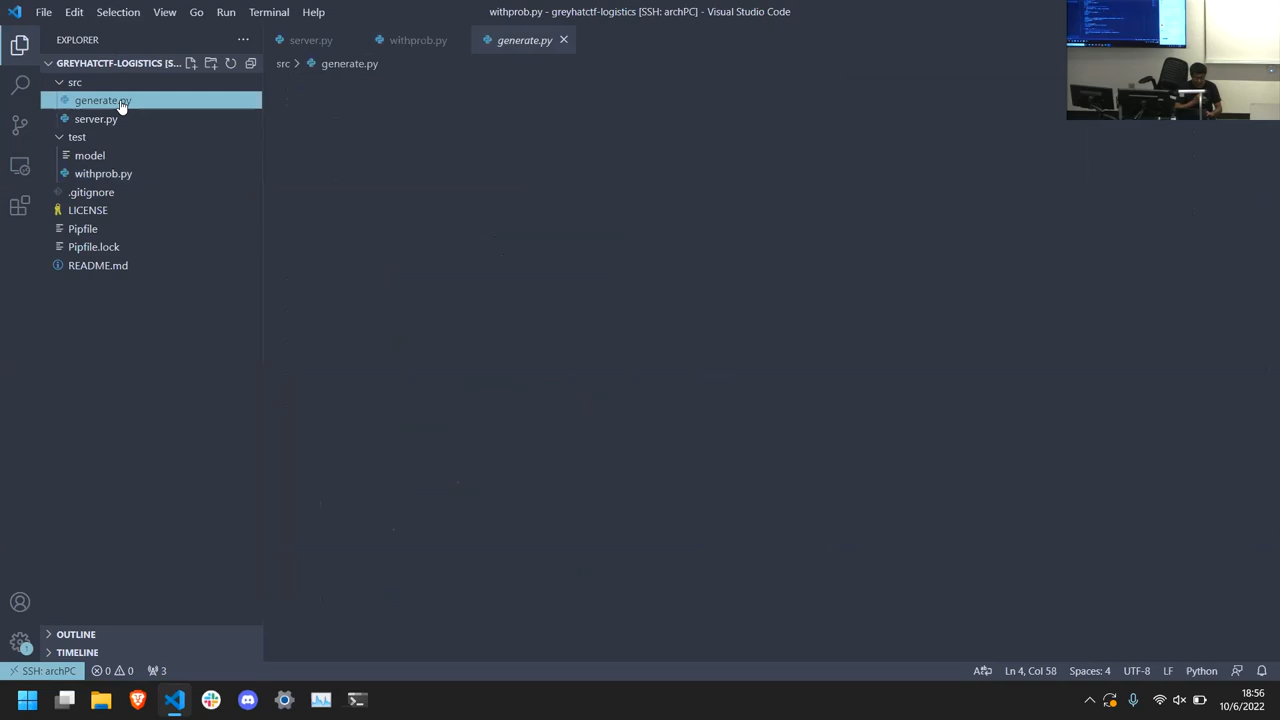 File Edit Selection View Go Run Terminal Help
withprob.py - greyhatctf-logistics [SSH: archPC] - Visual Studio Code
EXPLORER
server.py
withprob.py
generate.py
GREYHATCTF-LOGISTICS [S...
src
generate.py
src > generate.py
server.py
test
model
withprob.py
.gitignore
LICENSE
Pipfile
Pipfile.lock
README.md
OUTLINE
TIMELINE
SSH: archPC
0
0
3
Ln 4, Col 58
Spaces: 4
UTF-8
LF
Python
1
18:56
10/6/2022